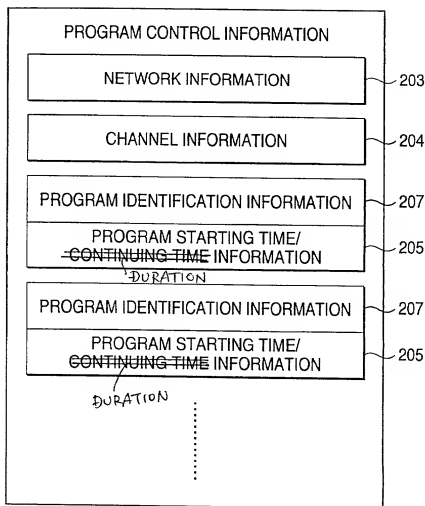 PROGRAM CONTROL INFORMATION
NETWORK INFORMATION 203
CHANNEL INFORMATION 204
PROGRAM IDENTIFICATION INFORMATION 207
PROGRAM STARTING TIME/
CONTINUING TIME INFORMATION 205
DURATION
PROGRAM IDENTIFICATION INFORMATION 207
PROGRAM STARTING TIME/
CONTINUING TIME INFORMATION 205
DURATION